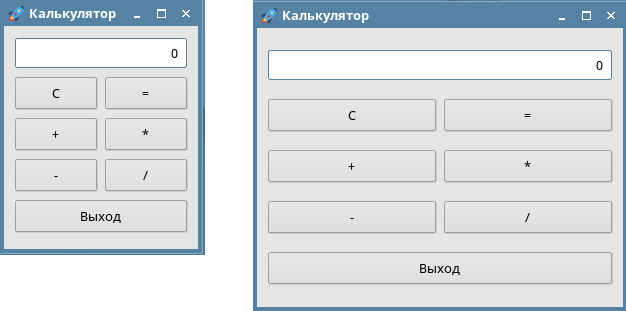 Калькулятор
0
C =
+ *
- /
Выход
Калькулятор
0
C =
+ *
- /
Выход